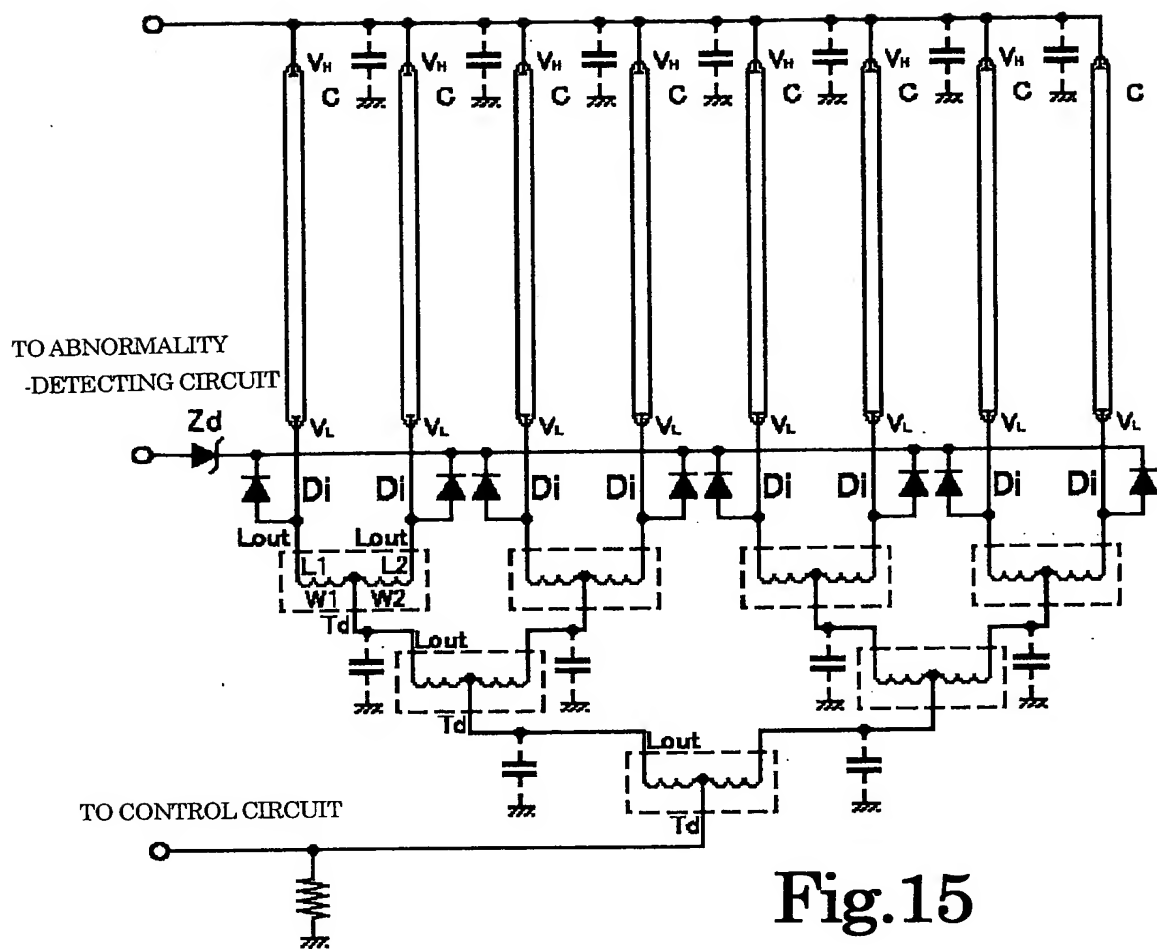 VH VH VH VH VH VH VH
C C C C C C C C
TO ABNORMALITY
-DETECTING CIRCUIT
Zd
VL VL VL VL VL VL VL VL
Di Di Di Di Di Di Di Di
Lout Lout
L1 L2
W1 W2
Td
Lout
Td
Lout
TO CONTROL CIRCUIT
Td
Fig.15